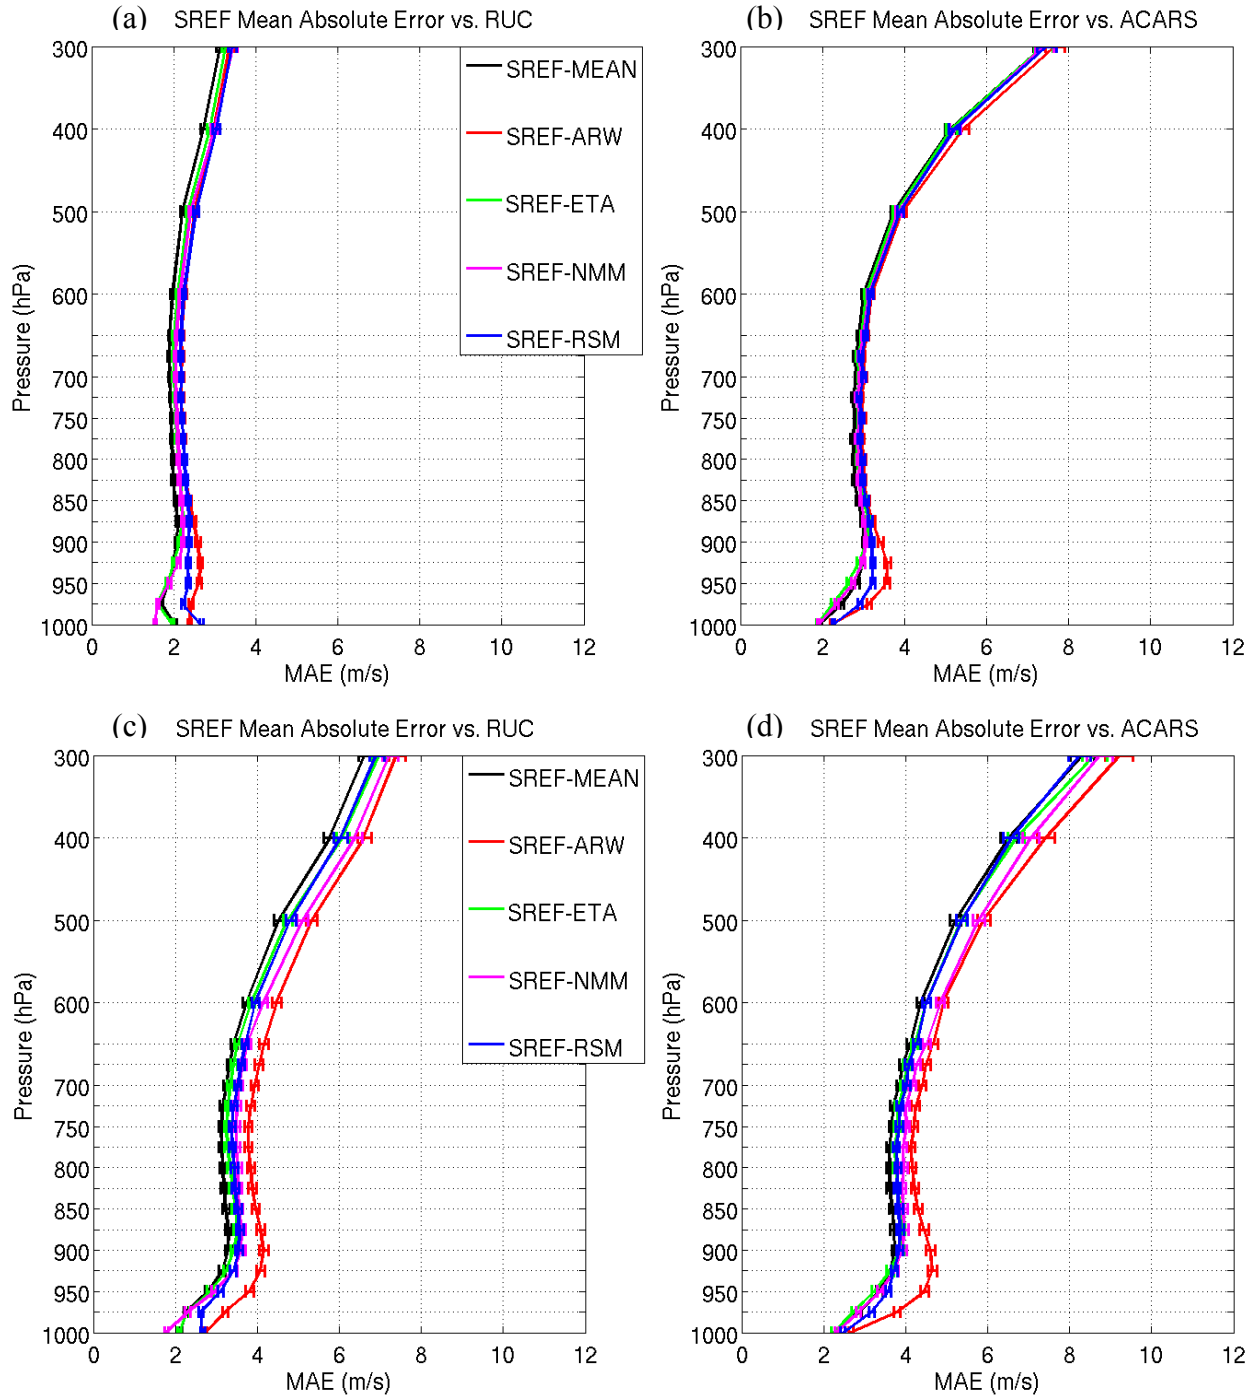 (a) SREF Mean Absolute Error vs. RUC
300
400
500
600
700
750
800
850
900
950
1000
Pressure (hPa)
0 2 4 6 8 10 12
MAE (m/s)
SREF-MEAN
SREF-ARW
SREF-ETA
SREF-NMM
SREF-RSM
(b) SREF Mean Absolute Error vs. ACARS
300
400
500
600
700
750
800
850
900
950
1000
Pressure (hPa)
0 2 4 6 8 10 12
MAE (m/s)
(c) SREF Mean Absolute Error vs. RUC
300
400
500
600
700
750
800
850
900
950
1000
Pressure (hPa)
0 2 4 6 8 10 12
MAE (m/s)
SREF-MEAN
SREF-ARW
SREF-ETA
SREF-NMM
SREF-RSM
(d) SREF Mean Absolute Error vs. ACARS
300
400
500
600
700
750
800
850
900
950
1000
Pressure (hPa)
0 2 4 6 8 10 12
MAE (m/s)